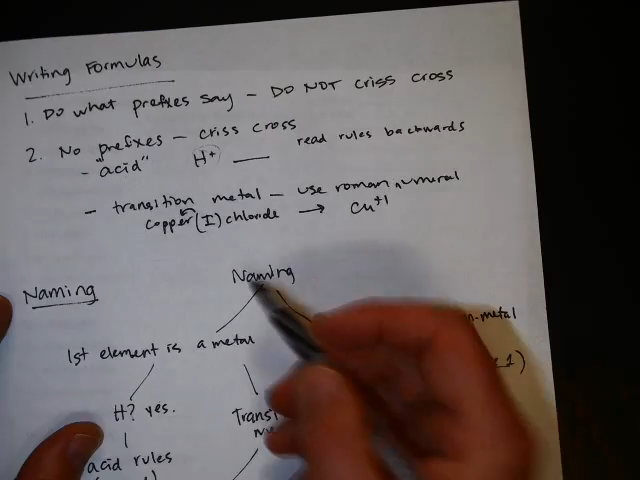 Writing Formulas
1. Do what prefixes say - DO NOT criss cross
2. No prefixes - criss cross
read rules backwards
- "acid" H+ ___
- transition metal - use roman numeral
copper (I) chloride → Cu+1
Naming
Naming
1st element is a metal
n-metal
H? yes.
acid rules